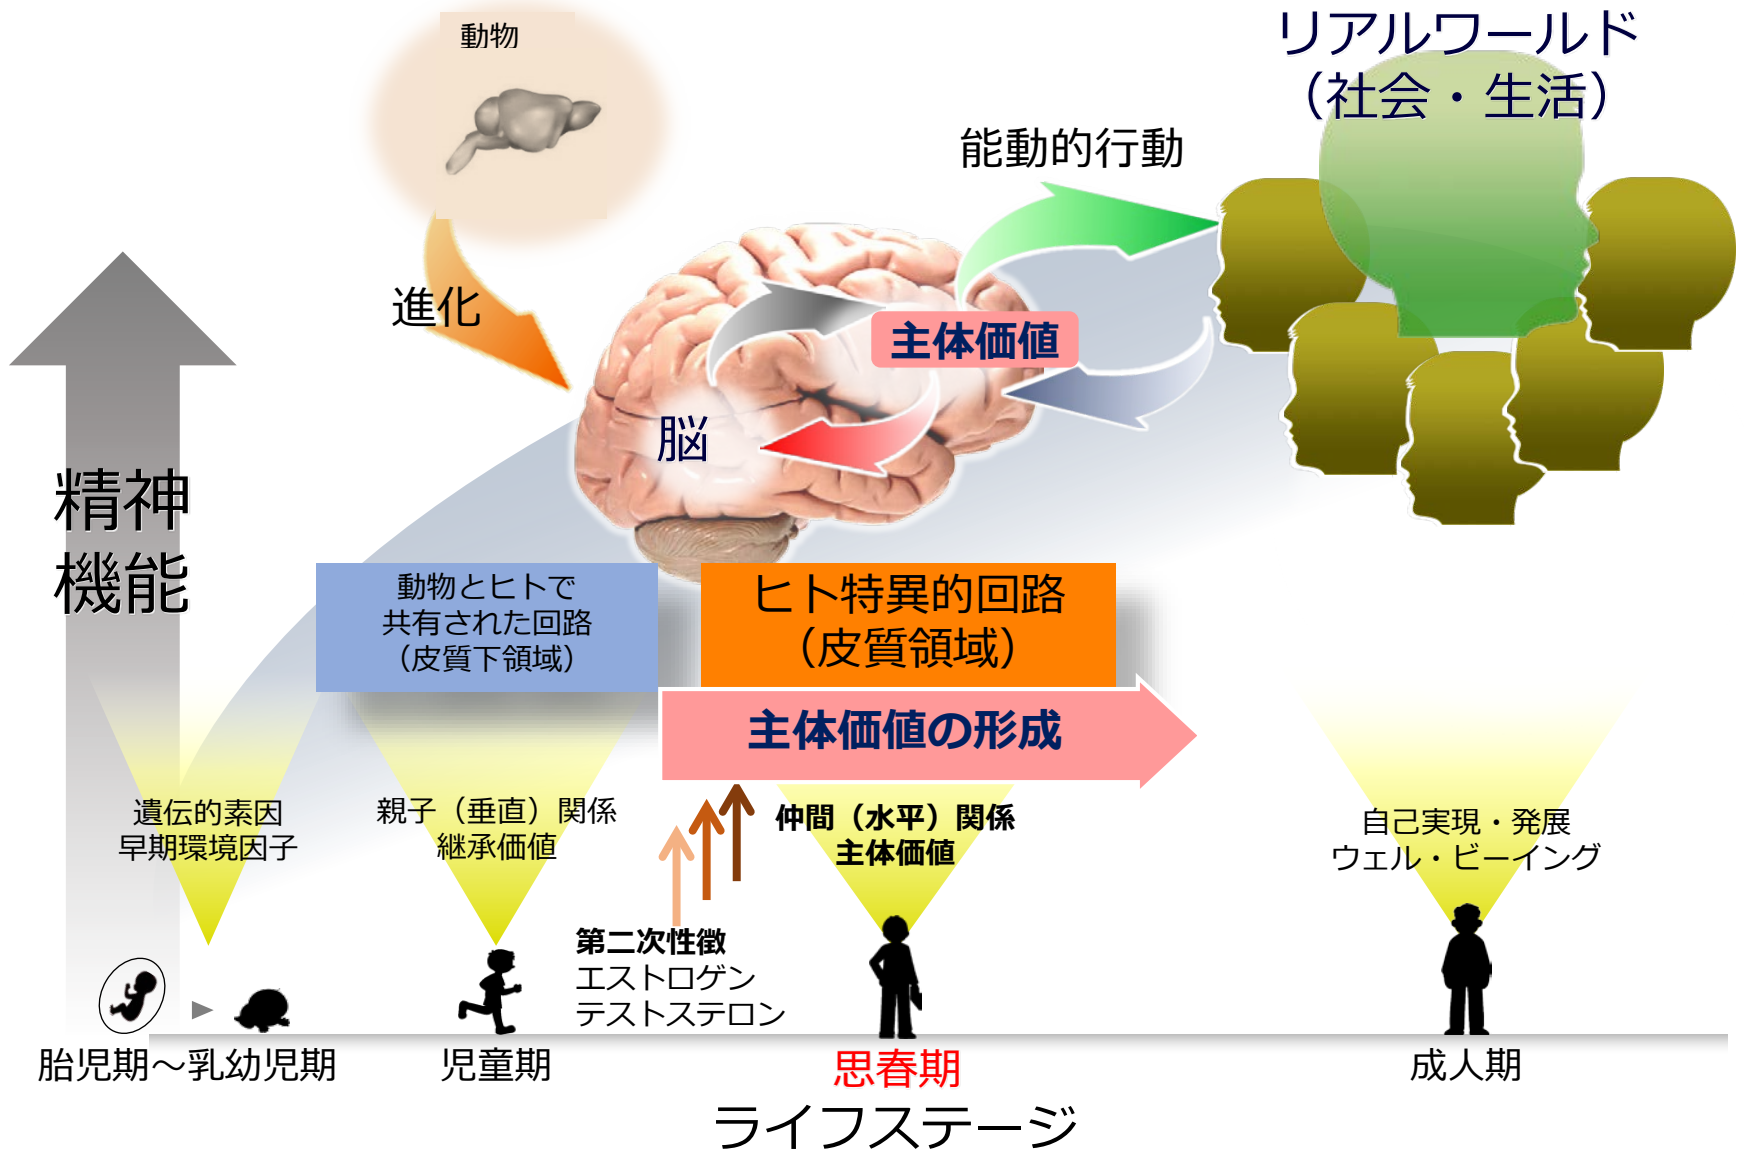 動物
リアルワールド
（社会・生活）
能動的行動
進化
主体価値
脳
精神
機能
動物とヒトで
共有された回路
（皮質下領域）
ヒト特異的回路
（皮質領域）
主体価値の形成
遺伝的素因
早期環境因子
親子（垂直）関係
継承価値
仲間（水平）関係
主体価値
自己実現・発展
ウェル・ビーイング
第二次性徴
エストロゲン
テストステロン
胎児期～乳幼児期
児童期
思春期
成人期
ライフステージ